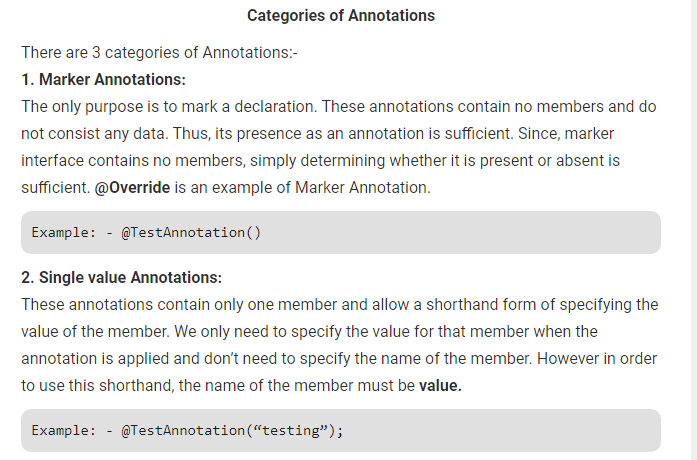 Categories of Annotations
There are 3 categories of Annotations:-
1. Marker Annotations:
The only purpose is to mark a declaration. These annotations contain no members and do
not consist any data. Thus, its presence as an annotation is sufficient. Since, marker
interface contains no members, simply determining whether it is present or absent is
sufficient. @Override is an example of Marker Annotation.
Example: - @TestAnnotation()
2. Single value Annotations:
These annotations contain only one member and allow a shorthand form of specifying the
value of the member. We only need to specify the value for that member when the
annotation is applied and don’t need to specify the name of the member. However in order
to use this shorthand, the name of the member must be value.
Example: - @TestAnnotation(“testing”);